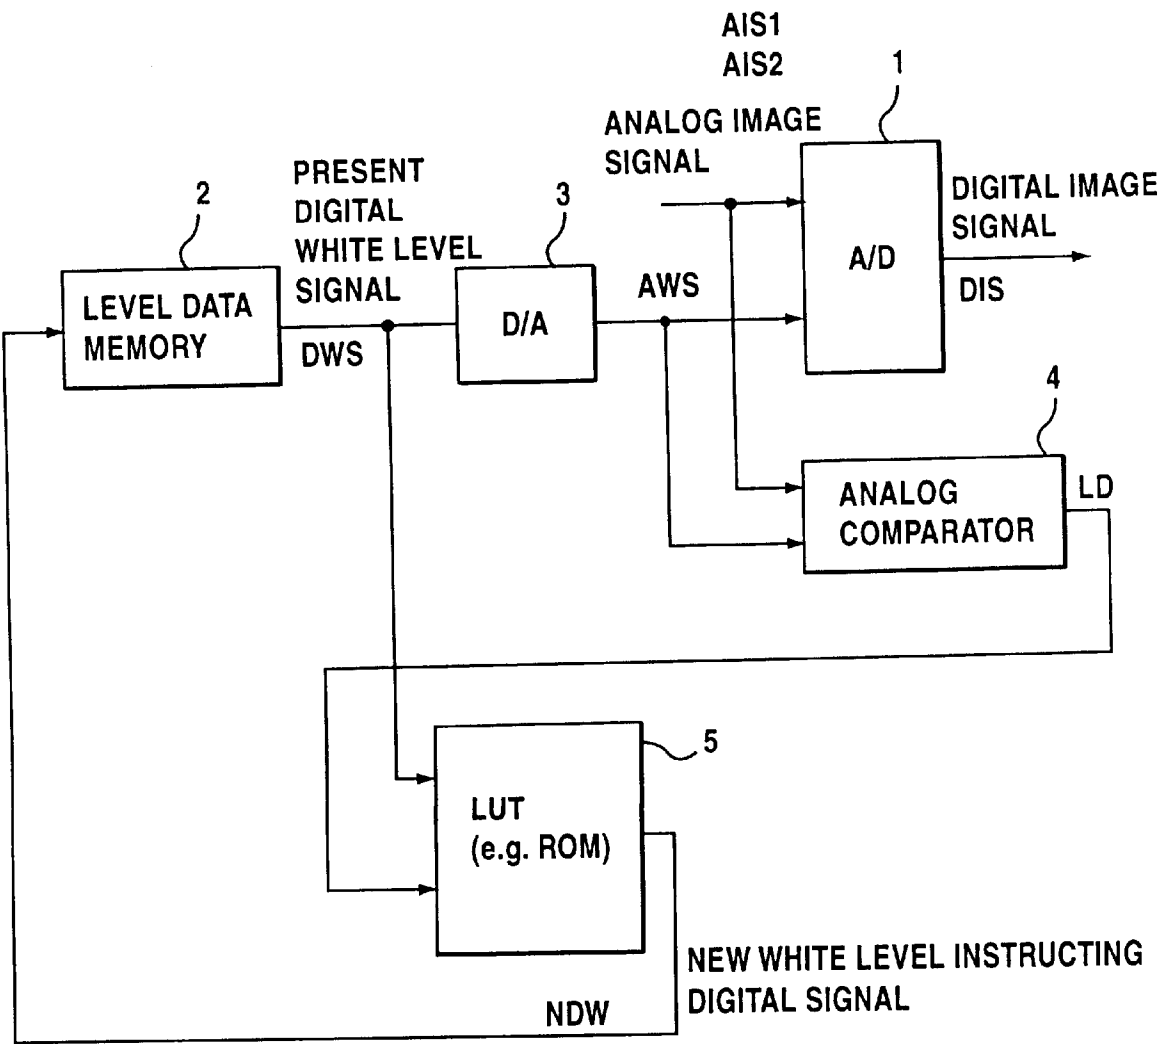 AIS1
AIS2
1
ANALOG IMAGE
SIGNAL
PRESENT
DIGITAL
WHITE LEVEL
SIGNAL
2
3
DIGITAL IMAGE
SIGNAL
A/D
AWS
DIS
LEVEL DATA
MEMORY
D/A
DWS
4
ANALOG
COMPARATOR
LD
5
LUT
(e.g. ROM)
NEW WHITE LEVEL INSTRUCTING
DIGITAL SIGNAL
NDW